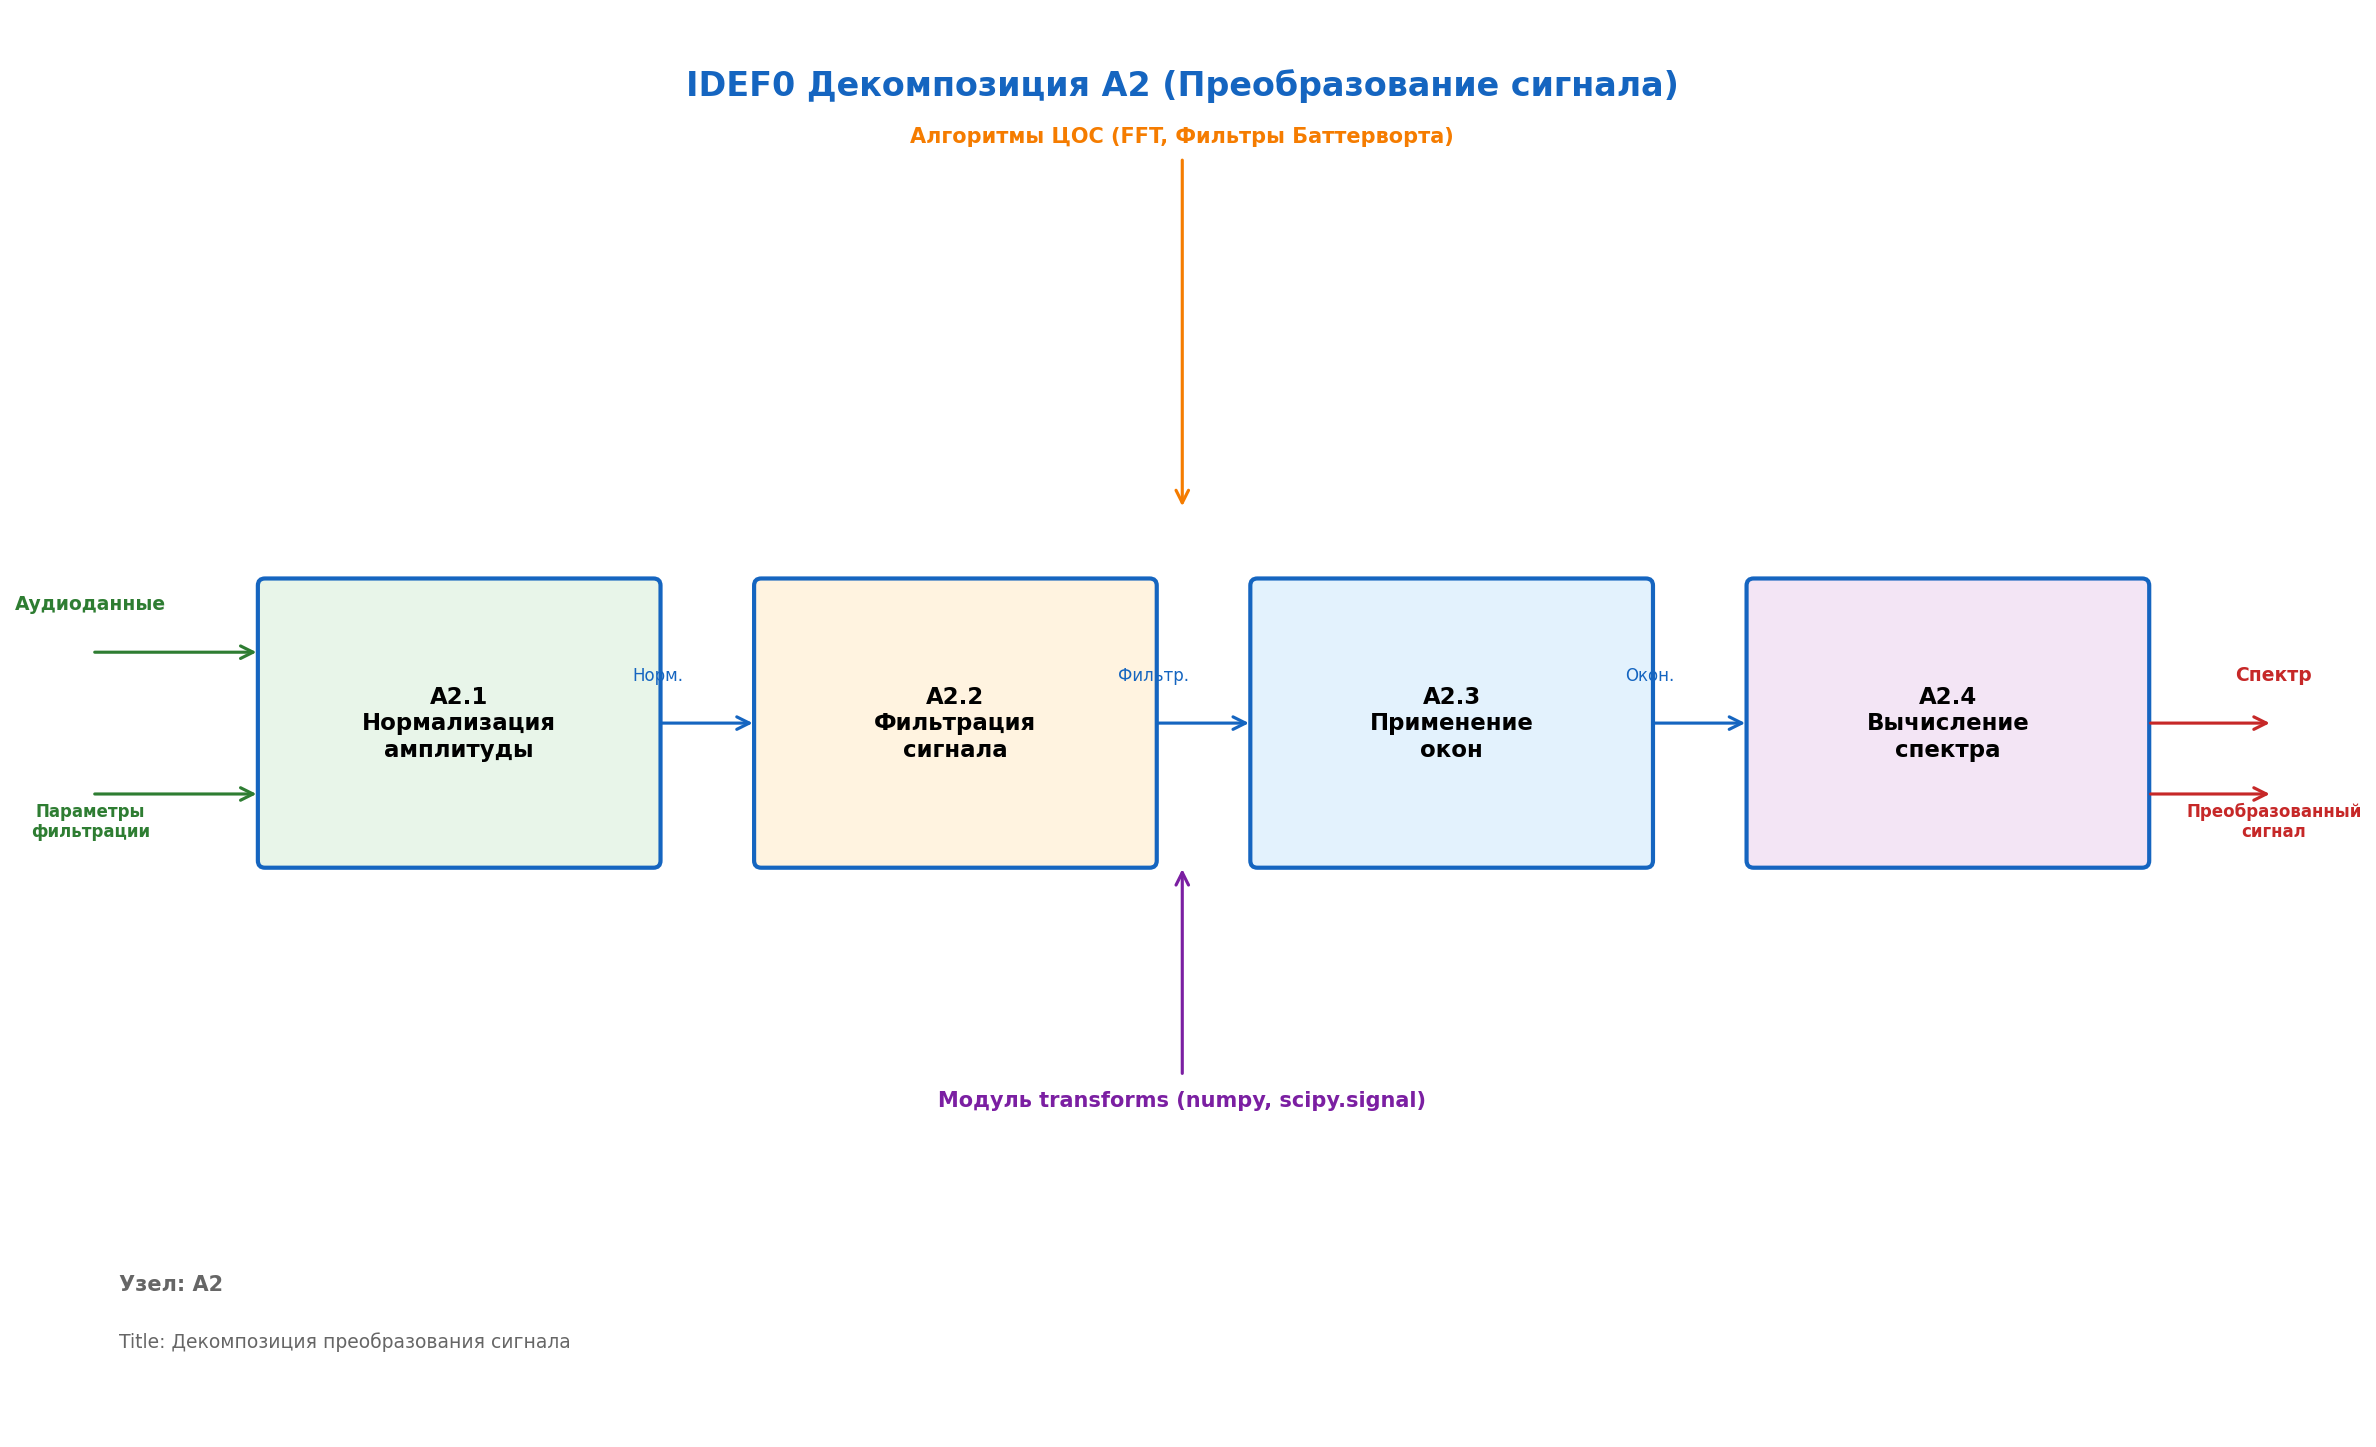 IDEF0 Декомпозиция A2 (Преобразование сигнала)
Алгоритмы ЦОС (FFT, Фильтры Баттерворта)
Аудиоданные
Параметры
фильтрации
A2.1
Нормализация
амплитуды
Норм.
A2.2
Фильтрация
сигнала
Фильтр.
A2.3
Применение
окон
Окон.
A2.4
Вычисление
спектра
Спектр
Преобразованный
сигнал
Модуль transforms (numpy, scipy.signal)
Узел: A2
Title: Декомпозиция преобразования сигнала